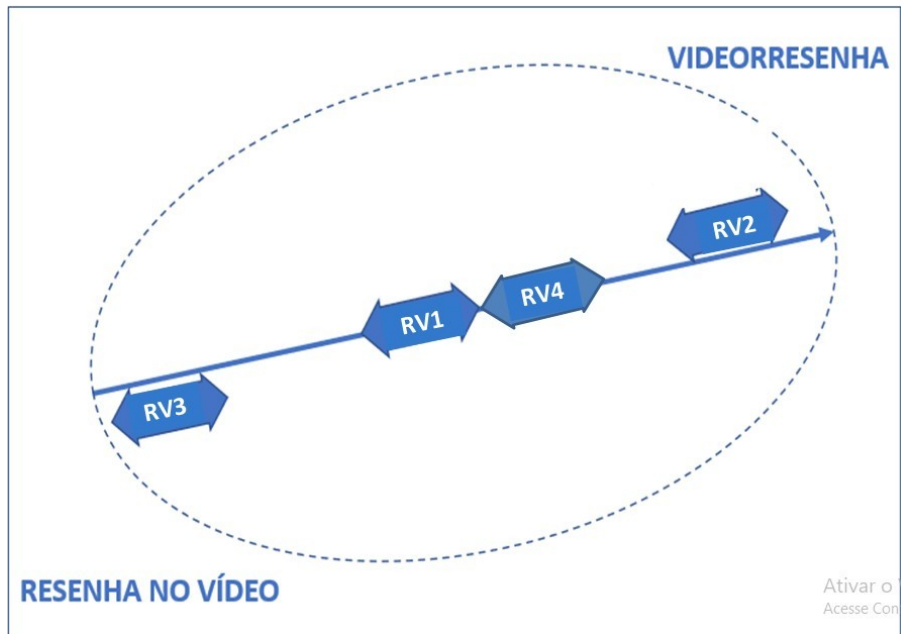 VIDEORRESENHA
RV2
RV4
RV1
RV3
RESENHA NO VÍDEO
Ativar o
Acesse Con